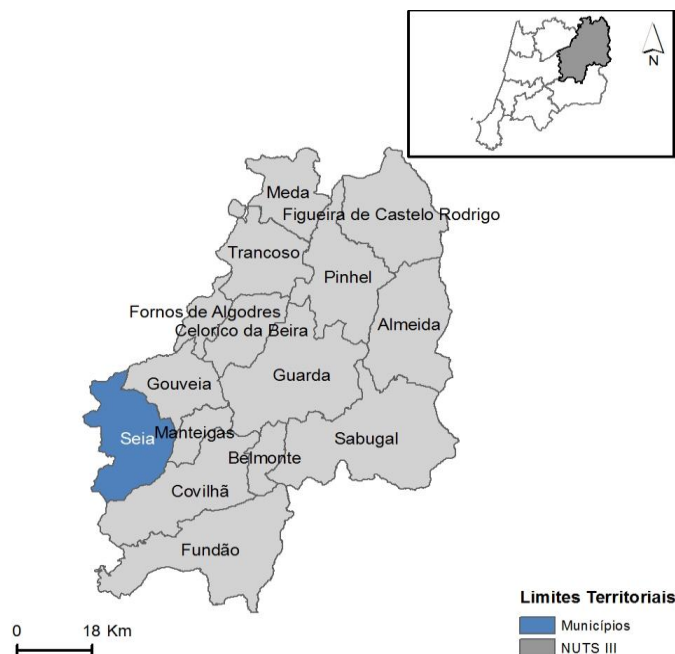 N
Meda
Figueira de Castelo Rodrigo
Trancoso
Pinhel
Fornos de Algodres
Celorico da Beira
Almeida
Gouveia
Guarda
Seia
Manteigas
Sabugal
Belmonte
Covilhã
Fundão
Limites Territoriais
Municípios
NUTS III
0 18 Km